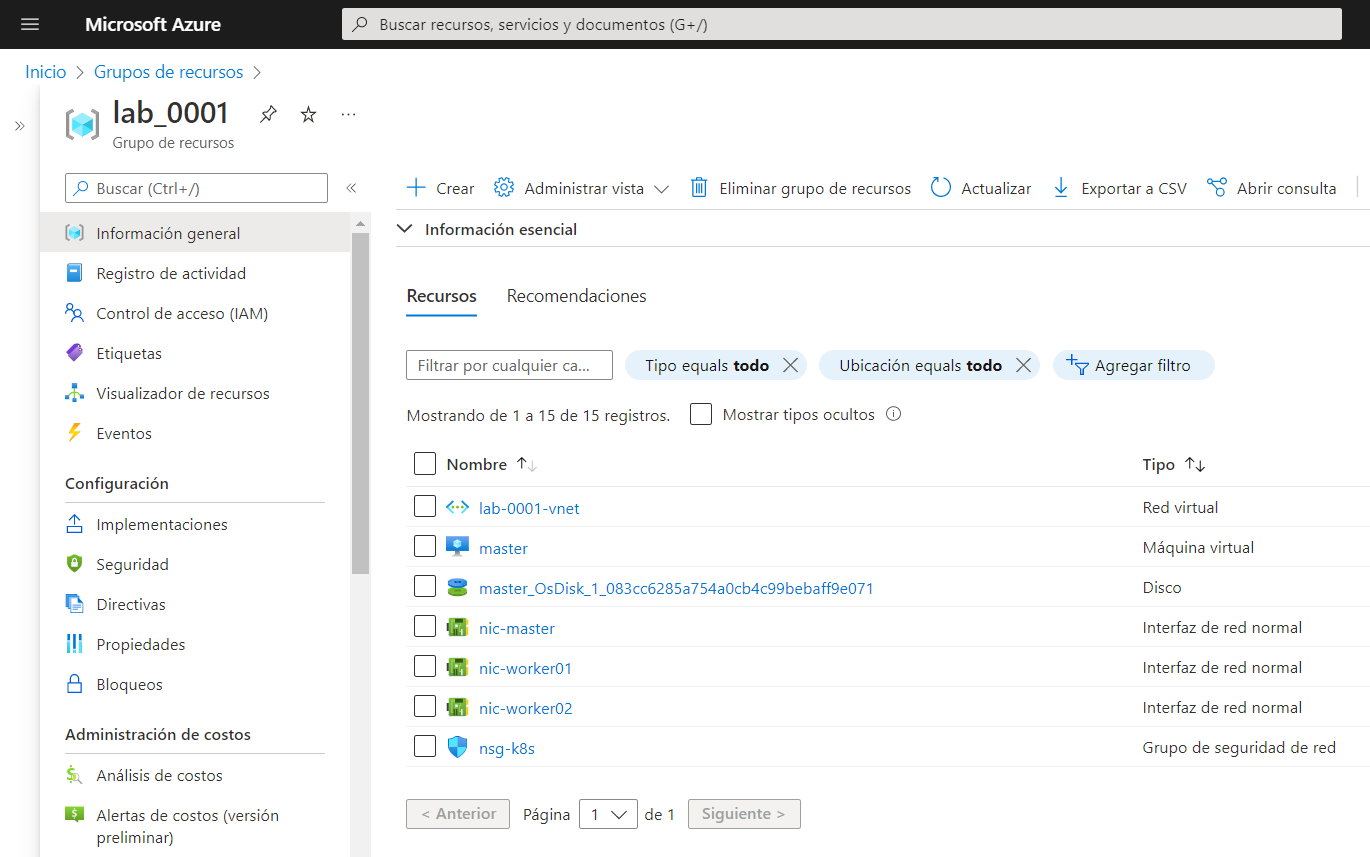 Microsoft Azure
Buscar recursos, servicios y documentos (G+/)
Inicio > Grupos de recursos >
lab_0001
Grupo de recursos
Buscar (Ctrl+/)
Información general
Registro de actividad
Control de acceso (IAM)
Etiquetas
Visualizador de recursos
Eventos
Configuración
Implementaciones
Seguridad
Directivas
Propiedades
Bloqueos
Administración de costos
Análisis de costos
Alertas de costos (versión
preliminar)
Crear Administrar vista Eliminar grupo de recursos Actualizar Exportar a CSV Abrir consulta
Información esencial
Recursos Recomendaciones
Filtrar por cualquier ca... Tipo equals todo Ubicación equals todo Agregar filtro
Mostrando de 1 a 15 de 15 registros. Mostrar tipos ocultos
Nombre Tipo
lab-0001-vnet Red virtual
master Máquina virtual
master_OsDisk_1_083cc6285a754a0cb4c99bebaff9e071 Disco
nic-master Interfaz de red normal
nic-worker01 Interfaz de red normal
nic-worker02 Interfaz de red normal
nsg-k8s Grupo de seguridad de red
< Anterior Página 1 de 1 Siguiente >